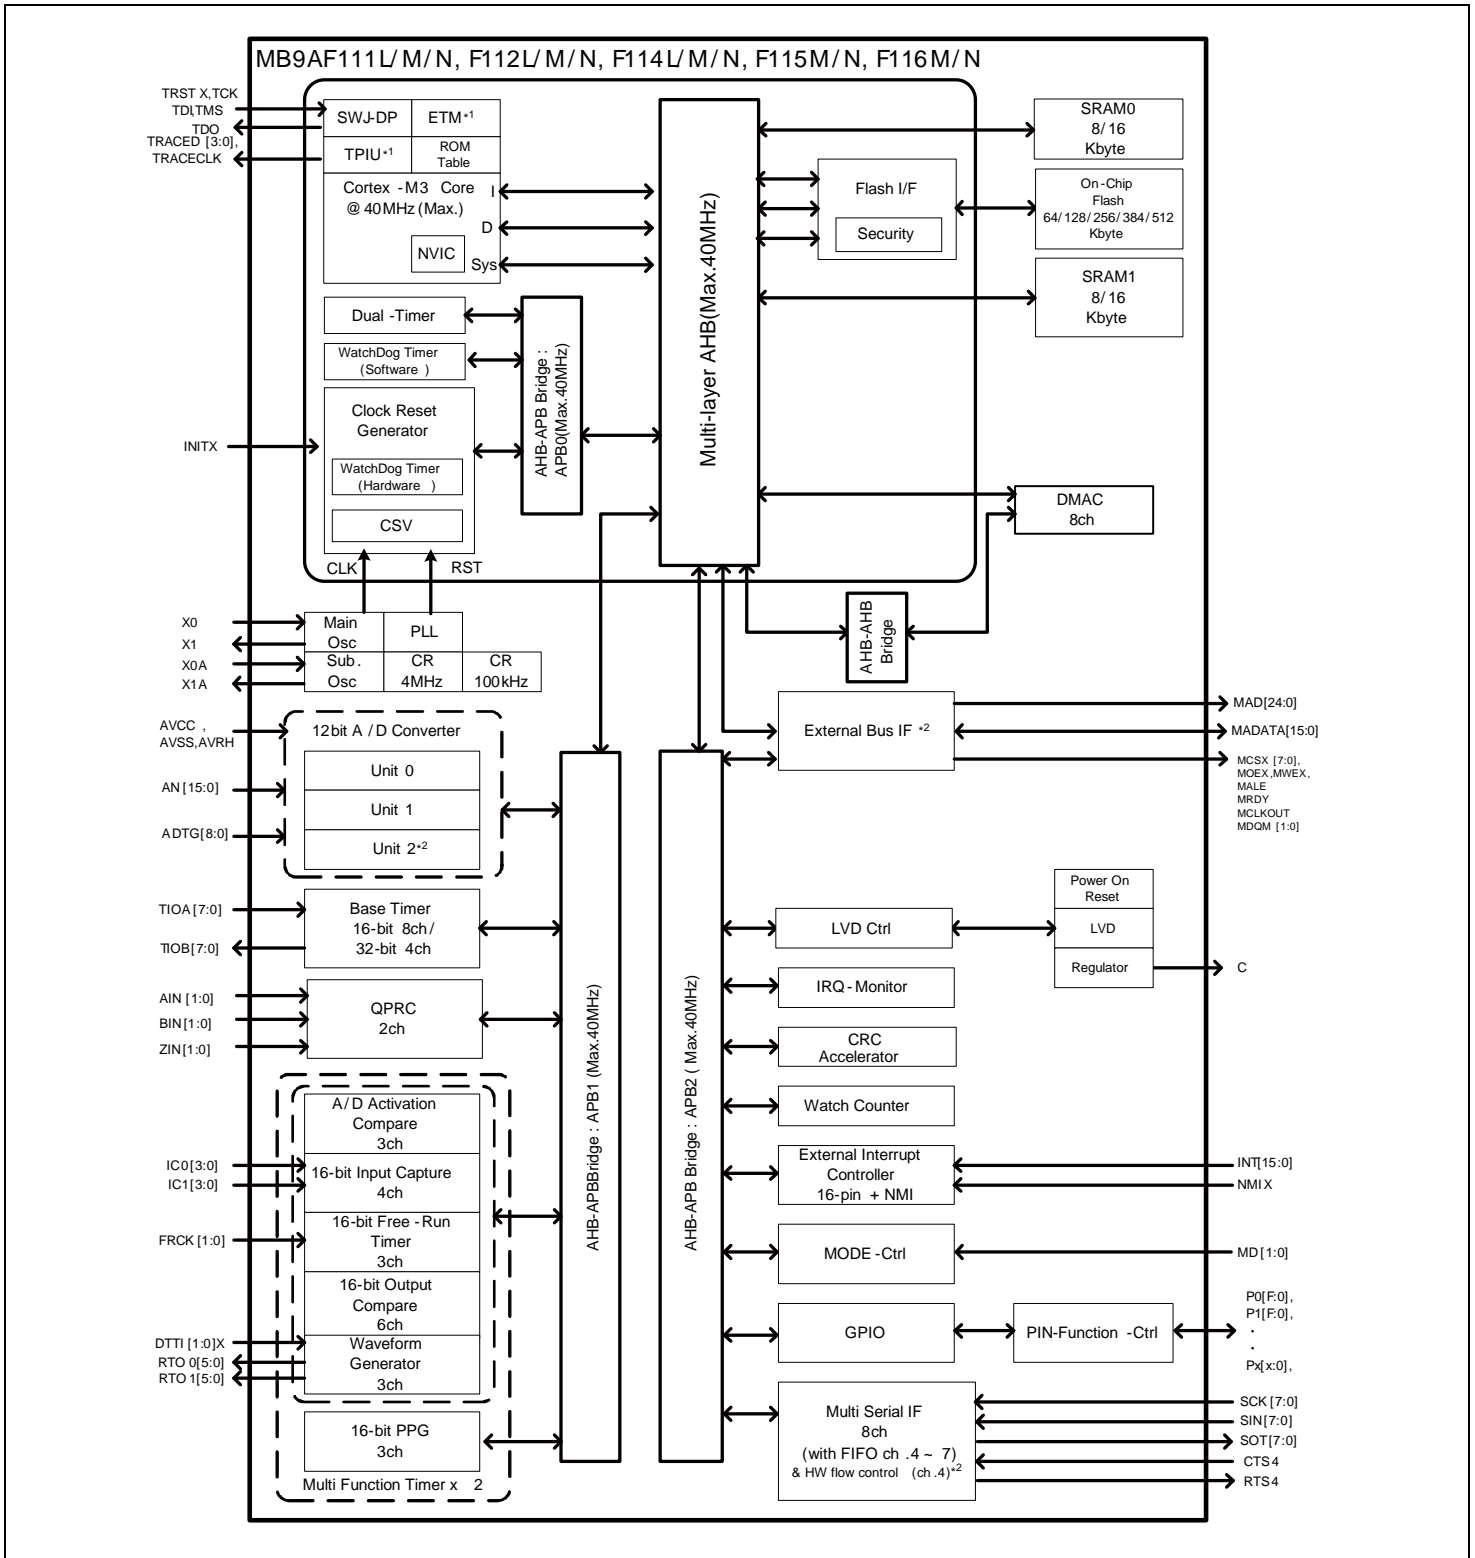 MB9AF111L/M/N, F112L/M/N, F114L/M/N, F115M/N, F116M/N
TRSTX,TCK
TDI,TMS
TDO
TRACED [3:0],
TRACECLK
SWJ-DP
ETM*1
TPIU*1
ROM
Table
Cortex-M3 Core
@40MHz(Max.)
I
D
NVIC
Sys
Dual-Timer
WatchDog Timer
(Software)
INITX
Clock Reset
Generator
WatchDog Timer
(Hardware)
CSV
CLK
RST
AHB-APB Bridge :
APB0(Max.40MHz)
Multi-layer AHB(Max.40MHz)
Flash I/F
Security
SRAM0
8/16
Kbyte
On-Chip
Flash
64/128/256/384/512
Kbyte
SRAM1
8/16
Kbyte
DMAC
8ch
AHB-AHB
Bridge
X0
X1
X0A
X1A
Main
Osc
PLL
Sub.
Osc
CR
4MHz
CR
100kHz
AVCC,
AVSS,AVRH
AN[15:0]
ADTG[8:0]
12bit A/D Converter
Unit 0
Unit 1
Unit 2*2
TIOA[7:0]
TIOB[7:0]
Base Timer
16-bit 8ch/
32-bit 4ch
AIN[1:0]
BIN[1:0]
ZIN[1:0]
QPRC
2ch
A/D Activation
Compare
3ch
IC0[3:0]
IC1[3:0]
16-bit Input Capture
4ch
FRCK[1:0]
16-bit Free-Run
Timer
3ch
16-bit Output
Compare
6ch
DTTI[1:0]X
RTO0[5:0]
RTO1[5:0]
Waveform
Generator
3ch
16-bit PPG
3ch
Multi Function Timer x 2
AHB-APBBridge : APB1 (Max.40MHz)
AHB-APB Bridge : APB2 ( Max.40MHz)
External Bus IF *2
MAD[24:0]
MADATA[15:0]
MCSX [7:0],
MOEX,MWEX,
MALE
MRDY
MCLKOUT
MDQM [1:0]
LVD Ctrl
Power On
Reset
LVD
Regulator
C
IRQ-Monitor
CRC
Accelerator
Watch Counter
External Interrupt
Controller
16-pin + NMI
INT[15:0]
NMIX
MODE-Ctrl
MD[1:0]
GPIO
PIN-Function-Ctrl
P0[F:0],
P1[F:0],
.
.
Px[x:0],
Multi Serial IF
8ch
(with FIFO ch.4 ~ 7)
& HW flow control (ch.4)*2
SCK[7:0]
SIN[7:0]
SOT[7:0]
CTS4
RTS4